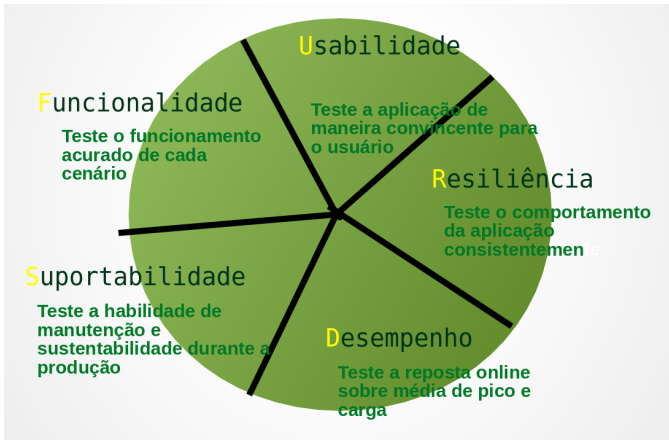 Usabilidade
Teste a aplicação de
maneira convincente para
o usuário
Funcionalidade
Teste o funcionamento
acurado de cada
cenário
Resiliência
Teste o comportamento
da aplicação
consistentemente
Suportabilidade
Teste a habilidade de
manutenção e
sustentabilidade durante a
produção
Desempenho
Teste a reposta online
sobre média de pico e
carga